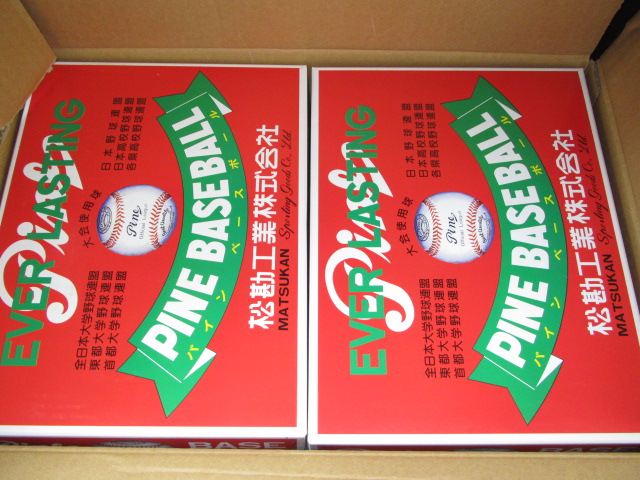 EVER LASTING
Pine
日本野球連盟
日本高校野球連盟
各県高校野球連盟
大会使用球
Pine
全日本大学野球連盟
東都大学野球連盟
首都大学野球連盟
PINE BASEBALL
パインベースボール
松勘工業株式会社
MATSUKAN Sporting Goods Co., Ltd.
EVER LASTING
Pine
日本野球連盟
日本高校野球連盟
各県高校野球連盟
大会使用球
Pine
全日本大学野球連盟
東都大学野球連盟
首都大学野球連盟
PINE BASEBALL
パインベースボール
松勘工業株式会社
MATSUKAN Sporting Goods Co., Ltd.
BASE
BASE